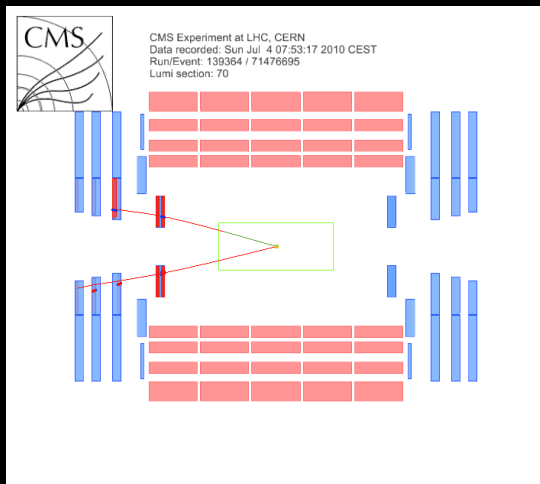 CMS
CMS Experiment at LHC, CERN
Data recorded: Sun Jul 4 07:53:17 2010 CEST
Run/Event: 139364 / 71476695
Lumi section: 70